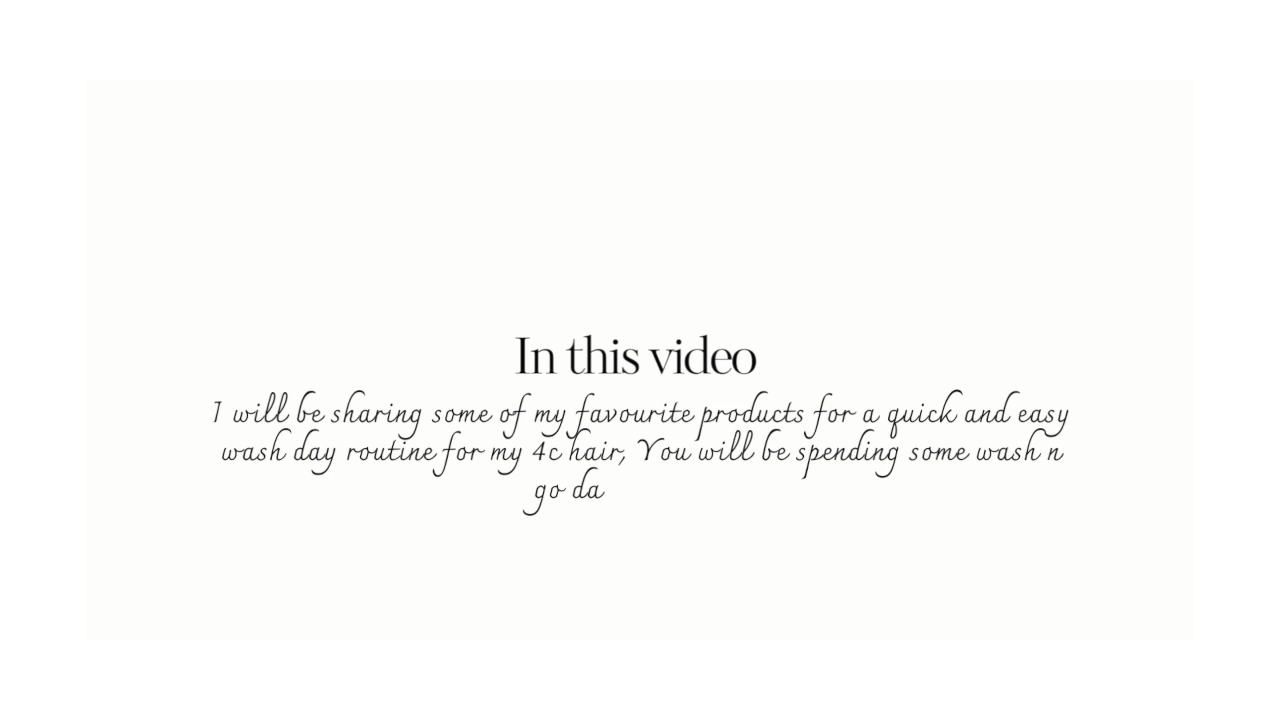 In this video
I will be sharing some of my favourite products for a quick and easy
wash day routine for my 4c hair, You will be spending some wash n
go da